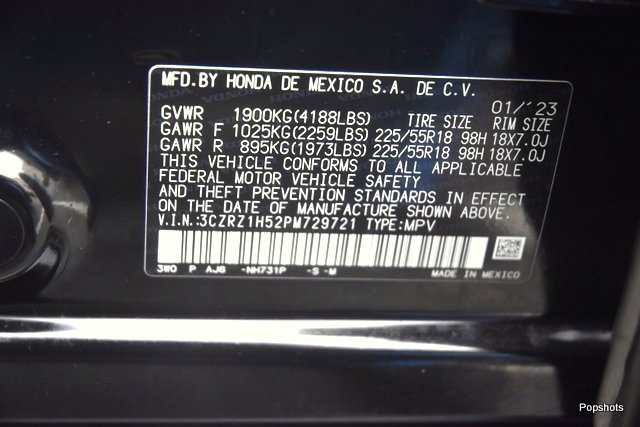 MFD.BY HONDA DE MEXICO S.A. DE C.V.
01/'23
GVWR 1900KG(4188LBS) TIRE SIZE RIM SIZE
GAWR F 1025KG(2259LBS) 225/55R18 98H 18X7.0J
GAWR R 895KG(1973LBS) 225/55R18 98H 18X7.0J
THIS VEHICLE CONFORMS TO ALL APPLICABLE
FEDERAL MOTOR VEHICLE SAFETY
AND THEFT PREVENTION STANDARDS IN EFFECT
ON THE DATE OF MANUFACTURE SHOWN ABOVE.
V.I.N.:3CZRZ1H52PM729721 TYPE:MPV
3W0 P AJ6 -NH731P -S -M MADE IN MEXICO
Popshots